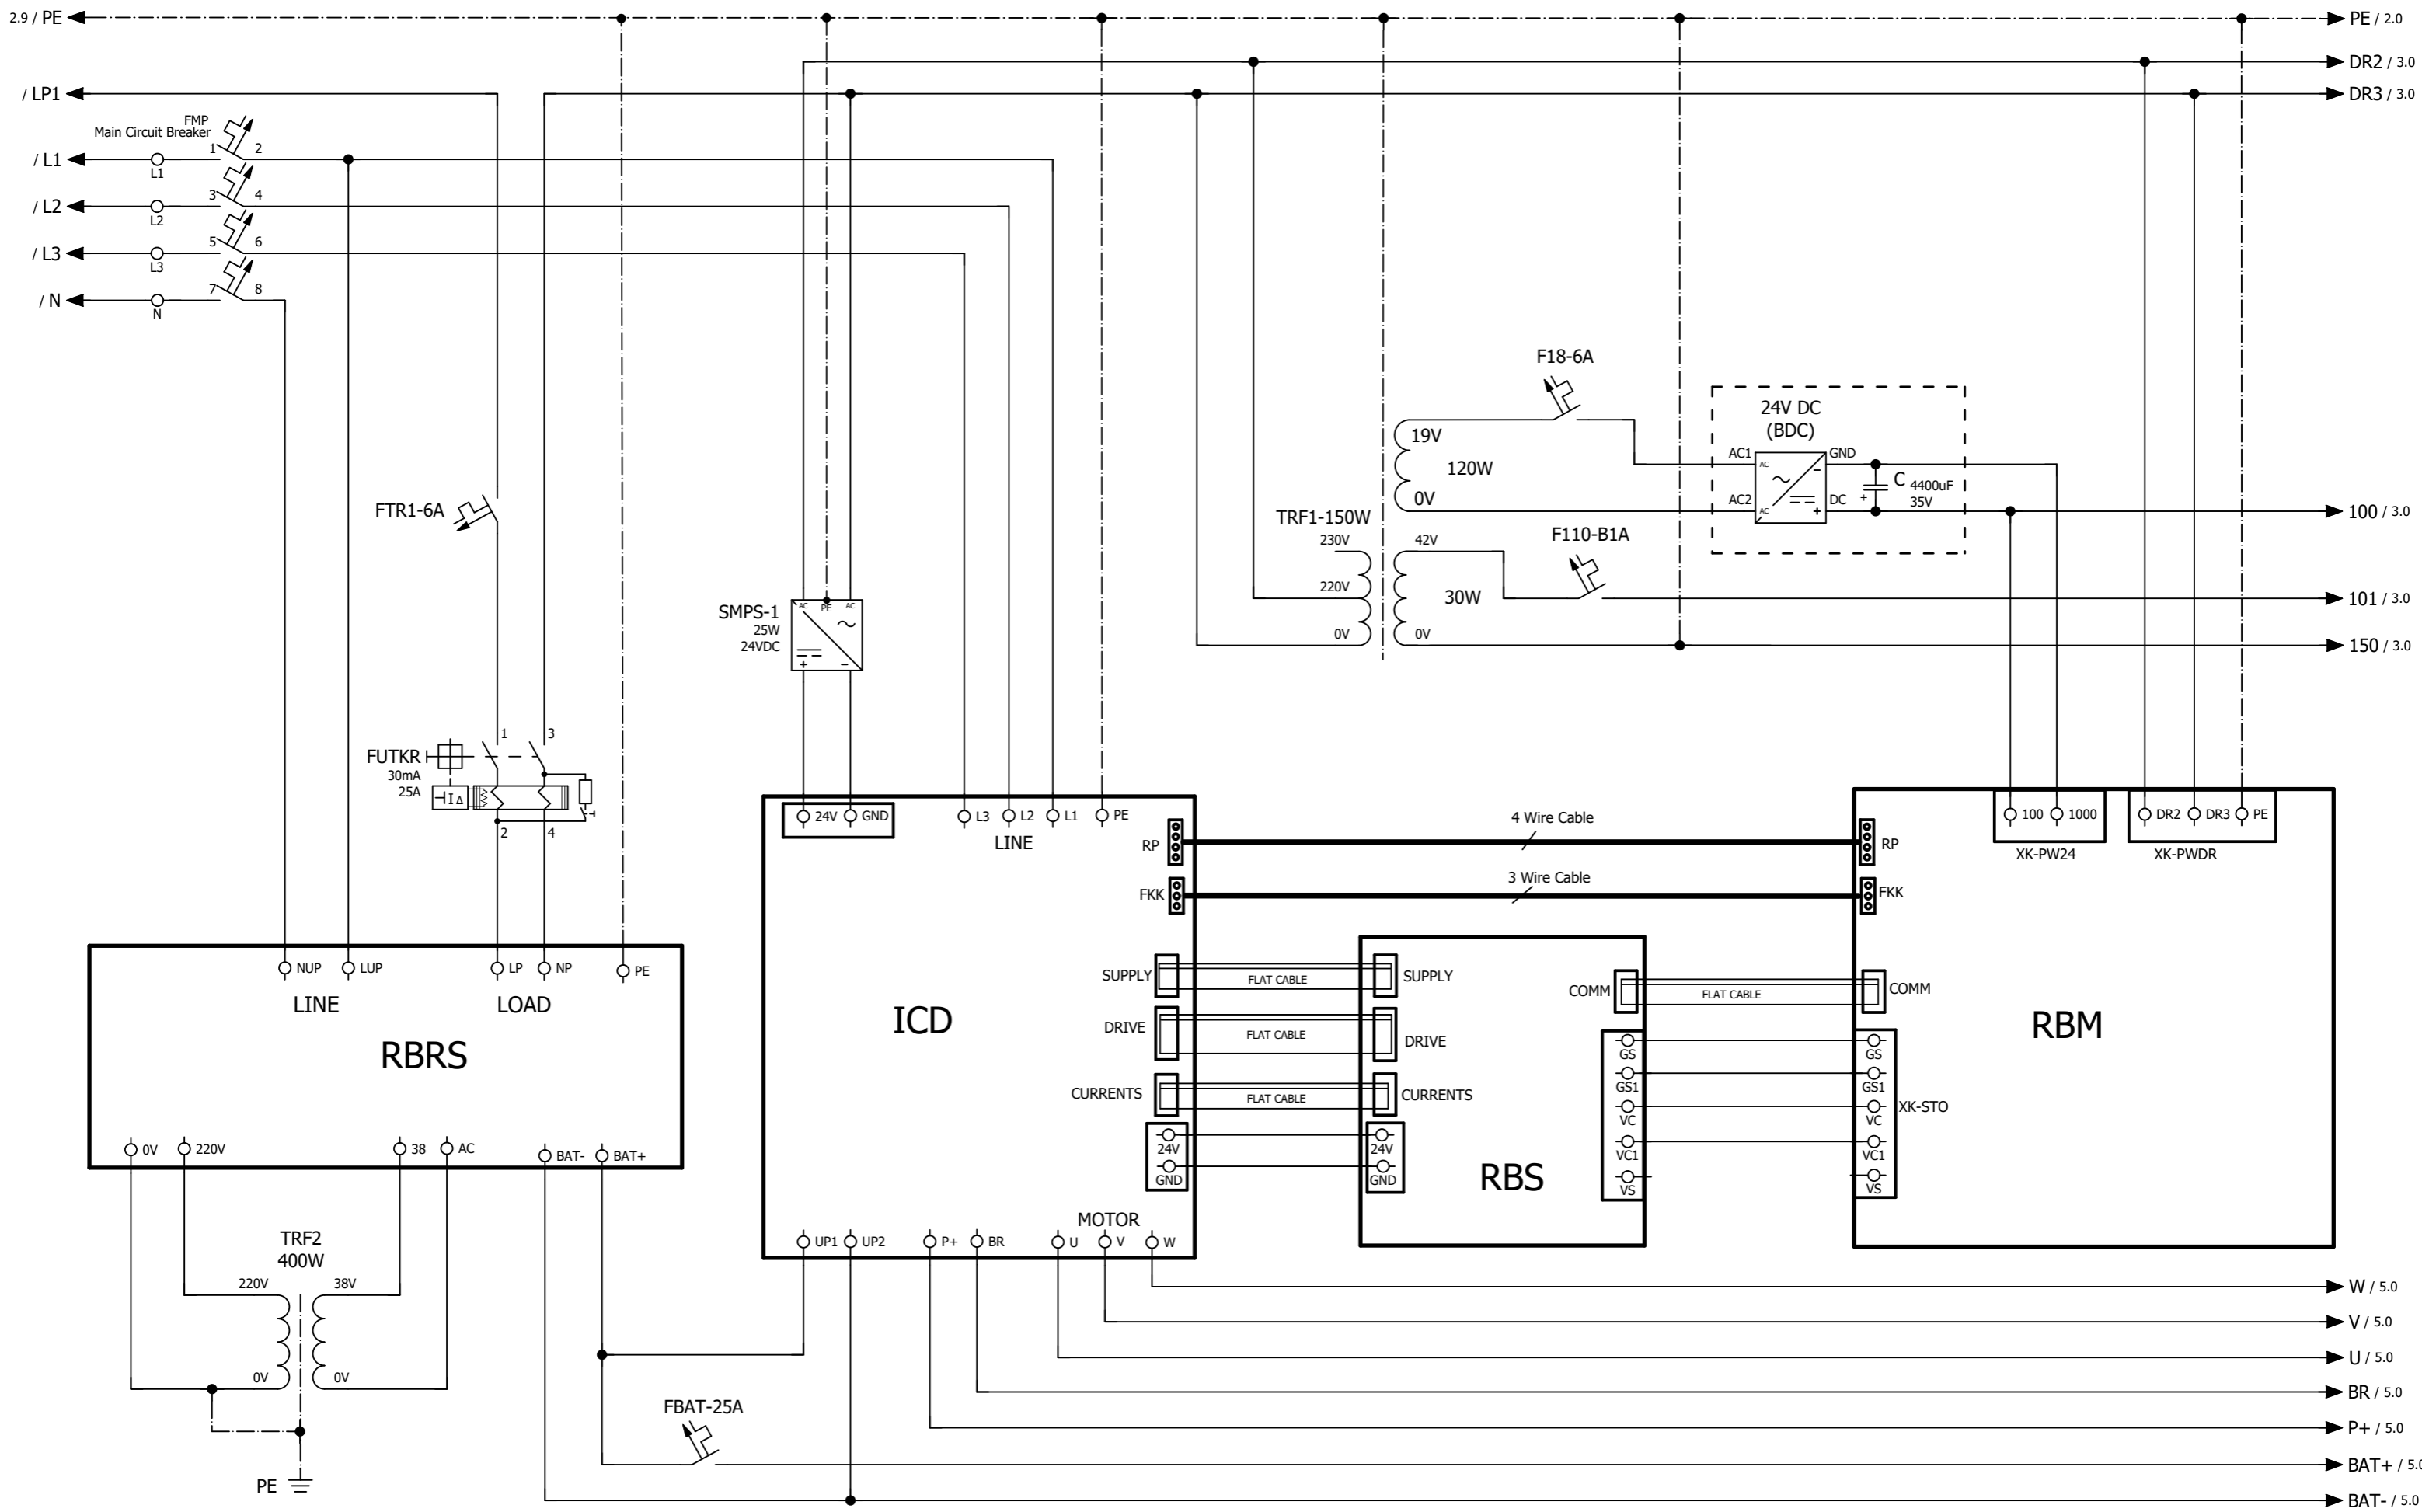 2.9 / PE
PE / 2.0
DR2 / 3.0
/ LP1
DR3 / 3.0
FMP
Main Circuit Breaker
1 2
/ L1
L1
3 4
/ L2
L2
5 6
/ L3
L3
7 8
/ N
N
F18-6A
24V DC
(BDC)
19V
120W
0V
AC1
AC
GND
-
C
4400uF
35V
AC2
AC
DC
+
+
100 / 3.0
FTR1-6A
TRF1-150W
230V
220V
0V
42V
30W
0V
F110-B1A
101 / 3.0
150 / 3.0
SMPS-1
25W
24VDC
AC PE AC
+ -
FUTKR
30mA
25A
1 3
I Δ
2 4
24V GND
L3 L2 L1 PE
LINE
RP
4 Wire Cable
RP
100 1000
XK-PW24
DR2 DR3 PE
XK-PWDR
FKK
3 Wire Cable
FKK
NUP LUP
LP NP PE
LINE
LOAD
RBRS
ICD
SUPPLY
FLAT CABLE
SUPPLY
COMM
FLAT CABLE
COMM
DRIVE
FLAT CABLE
DRIVE
RBM
CURRENTS
FLAT CABLE
CURRENTS
GS
GS1
VC
VC1
VS
GS
GS1
VC
VC1
VS
XK-STO
24V
GND
24V
GND
RBS
0V 220V 38 AC BAT- BAT+
MOTOR
UP1 UP2 P+ BR U V W
TRF2
400W
220V 38V
0V 0V
PE
FBAT-25A
W / 5.0
V / 5.0
U / 5.0
BR / 5.0
P+ / 5.0
BAT+ / 5.0
BAT- / 5.0